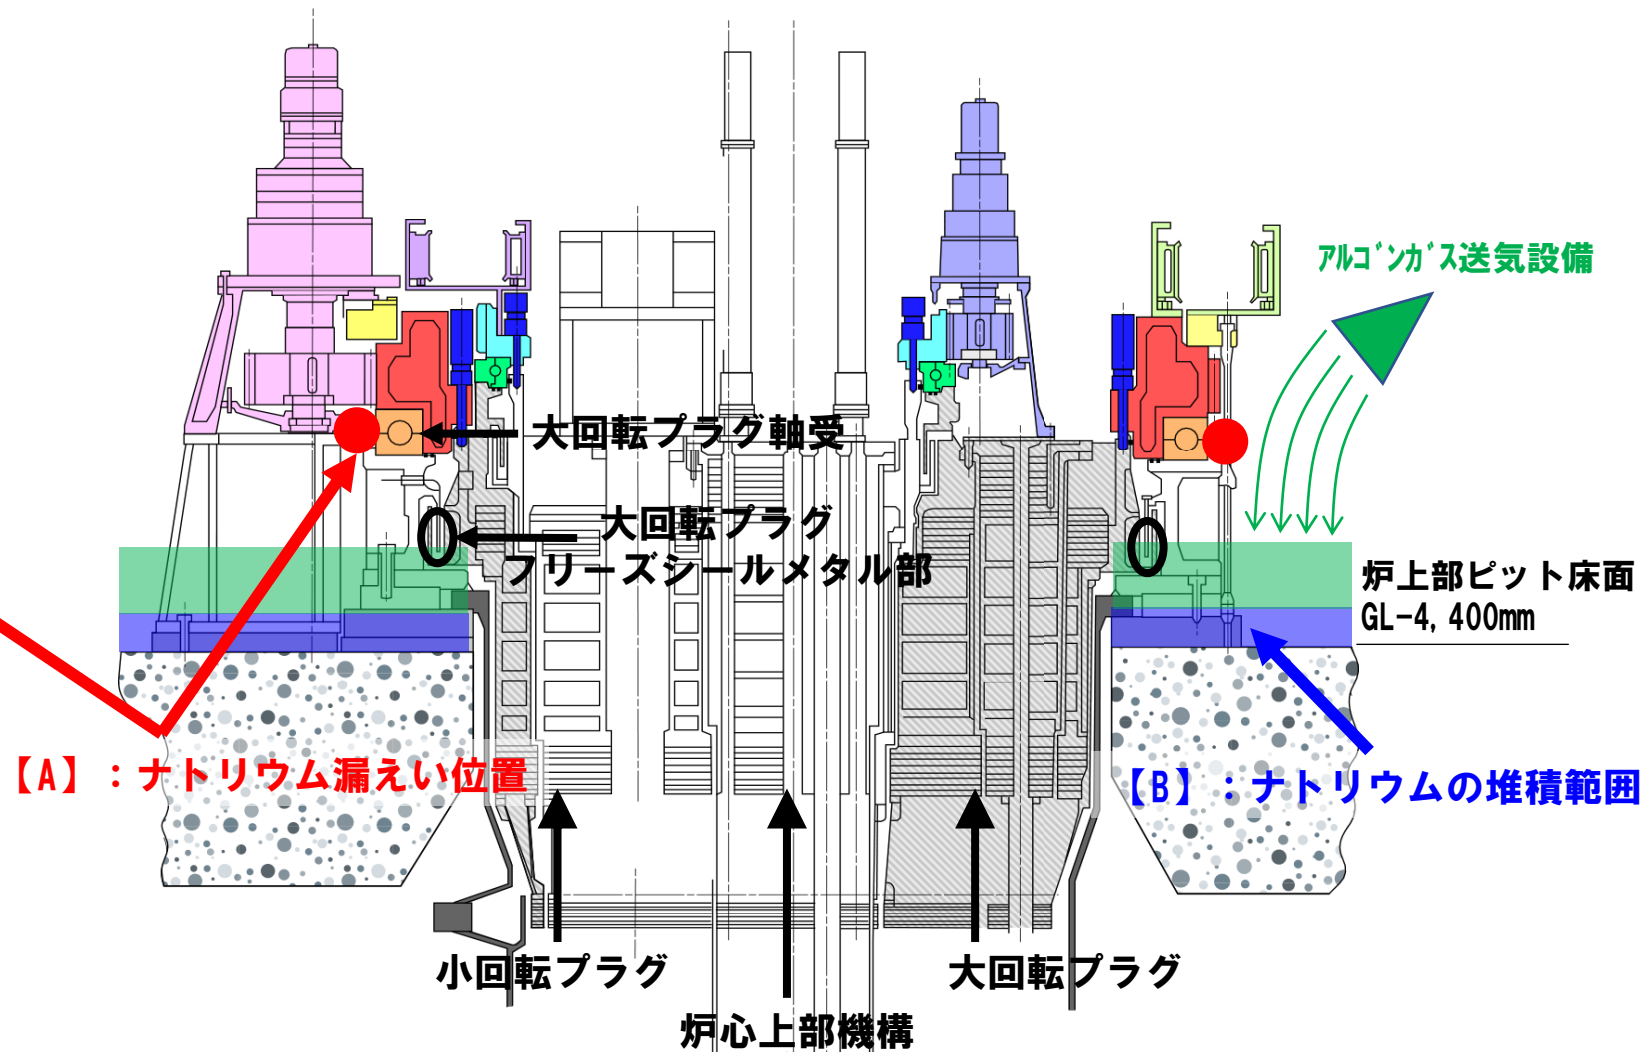 アルゴンガス送気設備
大回転プラグ軸受
大回転プラグ
フリーズシールメタル部
炉上部ピット床面
GL-4,400mm
【A】：ナトリウム漏えい位置
【B】：ナトリウムの堆積範囲
小回転プラグ
大回転プラグ
炉心上部機構